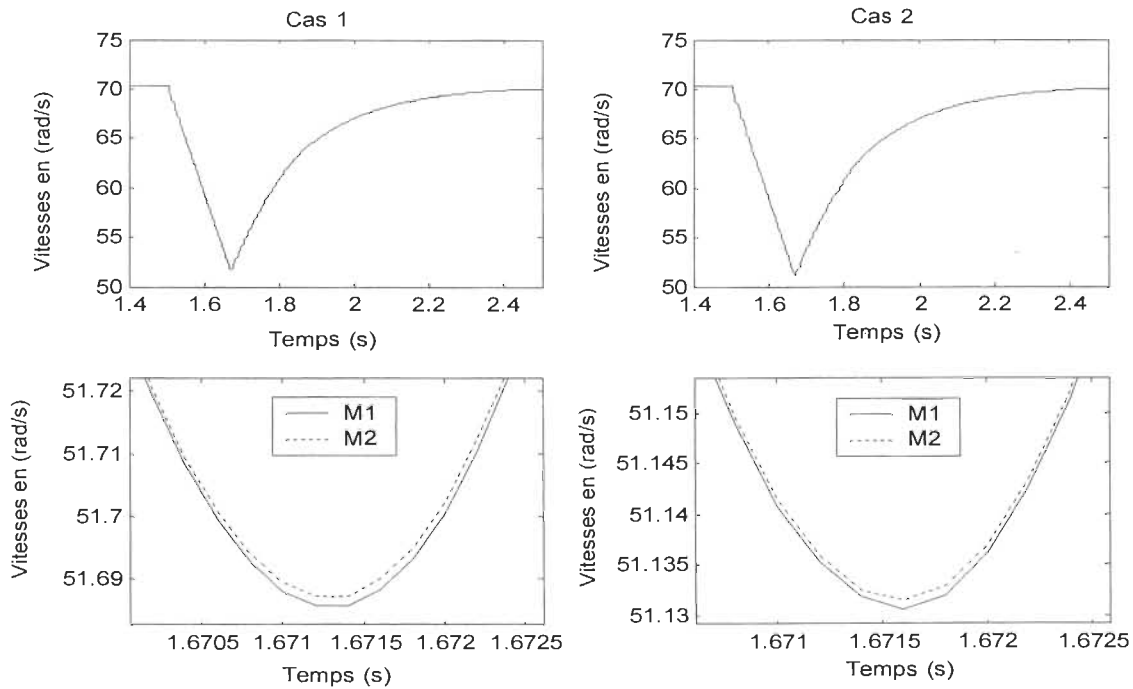 Cas 1
75
70
65
60
55
50
Vitesses en (rad/s)
1.4 1.6 1.8 2 2.2 2.4
Temps (s)
Cas 2
75
70
65
60
55
50
Vitesses en (rad/s)
1.4 1.6 1.8 2 2.2 2.4
Temps (s)
51.72
51.71
51.7
51.69
Vitesses en (rad/s)
M1
M2
1.6705 1.671 1.6715 1.672 1.6725
Temps (s)
51.15
51.145
51.14
51.135
51.13
Vitesses en (rad/s)
M1
M2
1.671 1.6715 1.672 1.6725
Temps (s)